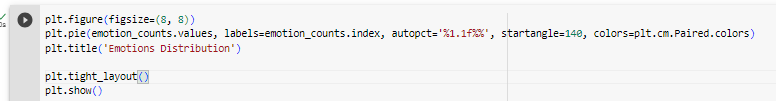 plt.figure(figsize=(8, 8))
plt.pie(emotion_counts.values, labels=emotion_counts.index, autopct='%1.1f%%', startangle=140, colors=plt.cm.Paired.colors)
plt.title('Emotions Distribution')
plt.tight_layout()
plt.show()